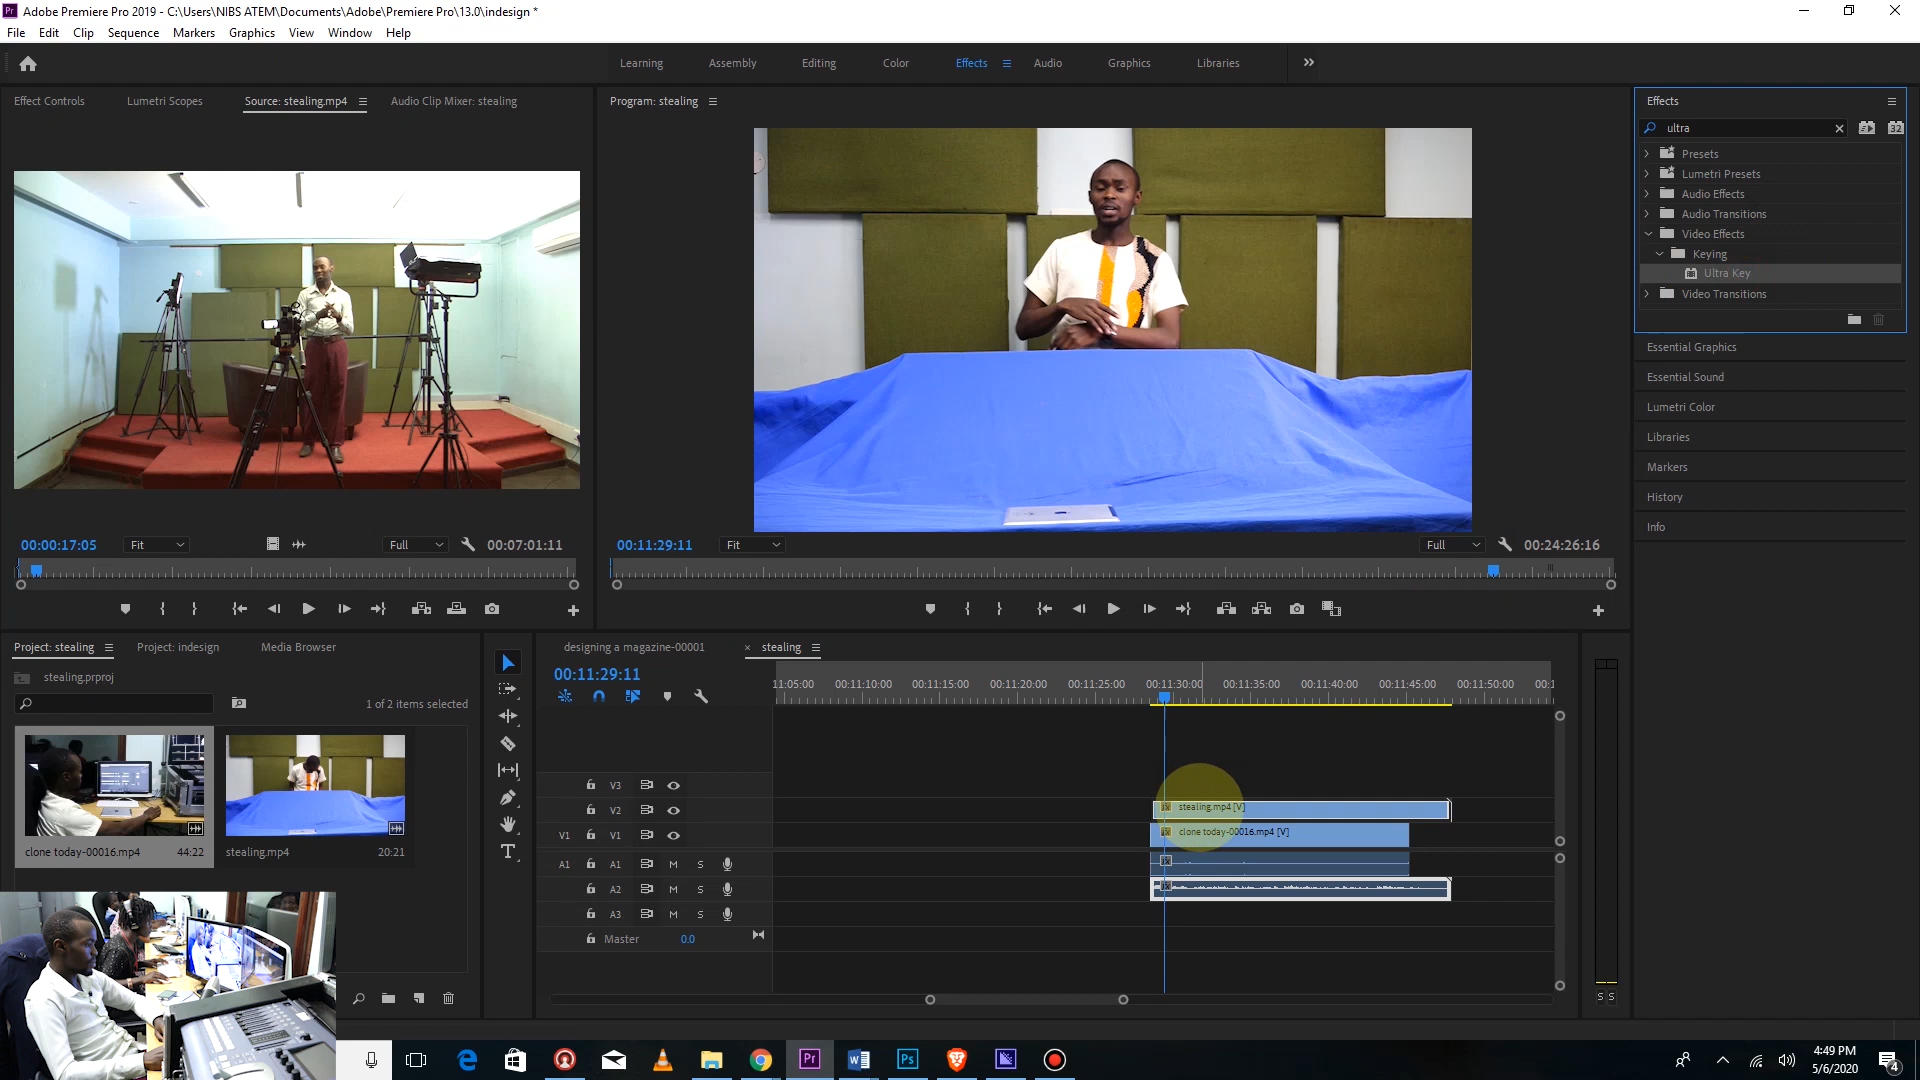 Adobe Premiere Pro 2019 - C:\Users\NIBS ATEM\Documents\Adobe\Premiere Pro\13.0\indesign *
File Edit Clip Sequence Markers Graphics View Window Help
Learning Assembly Editing Color Effects Audio Graphics Libraries
Effect Controls Lumetri Scopes Source: stealing.mp4 Audio Clip Mixer: stealing
Program: stealing
Effects
ultra
32
Presets
Lumetri Presets
Audio Effects
Audio Transitions
Video Effects
Keying
Ultra Key
Video Transitions
Essential Graphics
Essential Sound
Lumetri Color
Libraries
Markers
History
Info
00:00:17:05 Fit Full 00:07:01:11
00:11:29:11 Fit Full 00:24:26:16
Project: stealing Project: indesign Media Browser
stealing.prproj
1 of 2 items selected
clone today-00016.mp4 44:22
stealing.mp4 20:21
designing a magazine-00001 × stealing
00:11:29:11
11:05:00 00:11:10:00 00:11:15:00 00:11:20:00 00:11:25:00 00:11:30:00 00:11:35:00 00:11:40:00 00:11:45:00 00:11:50:00 00:1
V3
V2
stealing.mp4 [V]
V1 V1
clone today-00016.mp4 [V]
A1 A1 M S
A2 M S
A3 M S
Master 0.0
S S
Pr
Ps
4:49 PM
5/6/2020
4